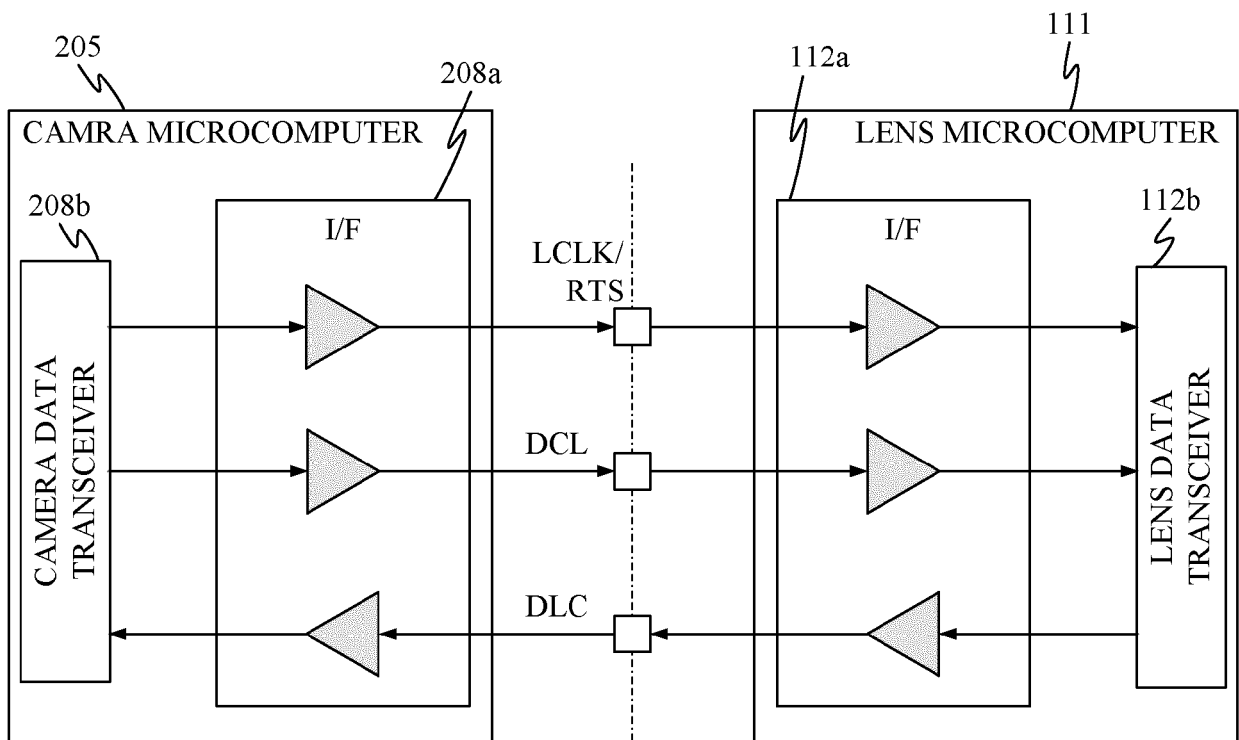 205
208a
112a
111
CAMRA MICROCOMPUTER
LENS MICROCOMPUTER
208b
I/F
I/F
112b
LCLK/
RTS
DCL
DLC
CAMERA DATA
TRANSCEIVER
LENS DATA
TRANSCEIVER